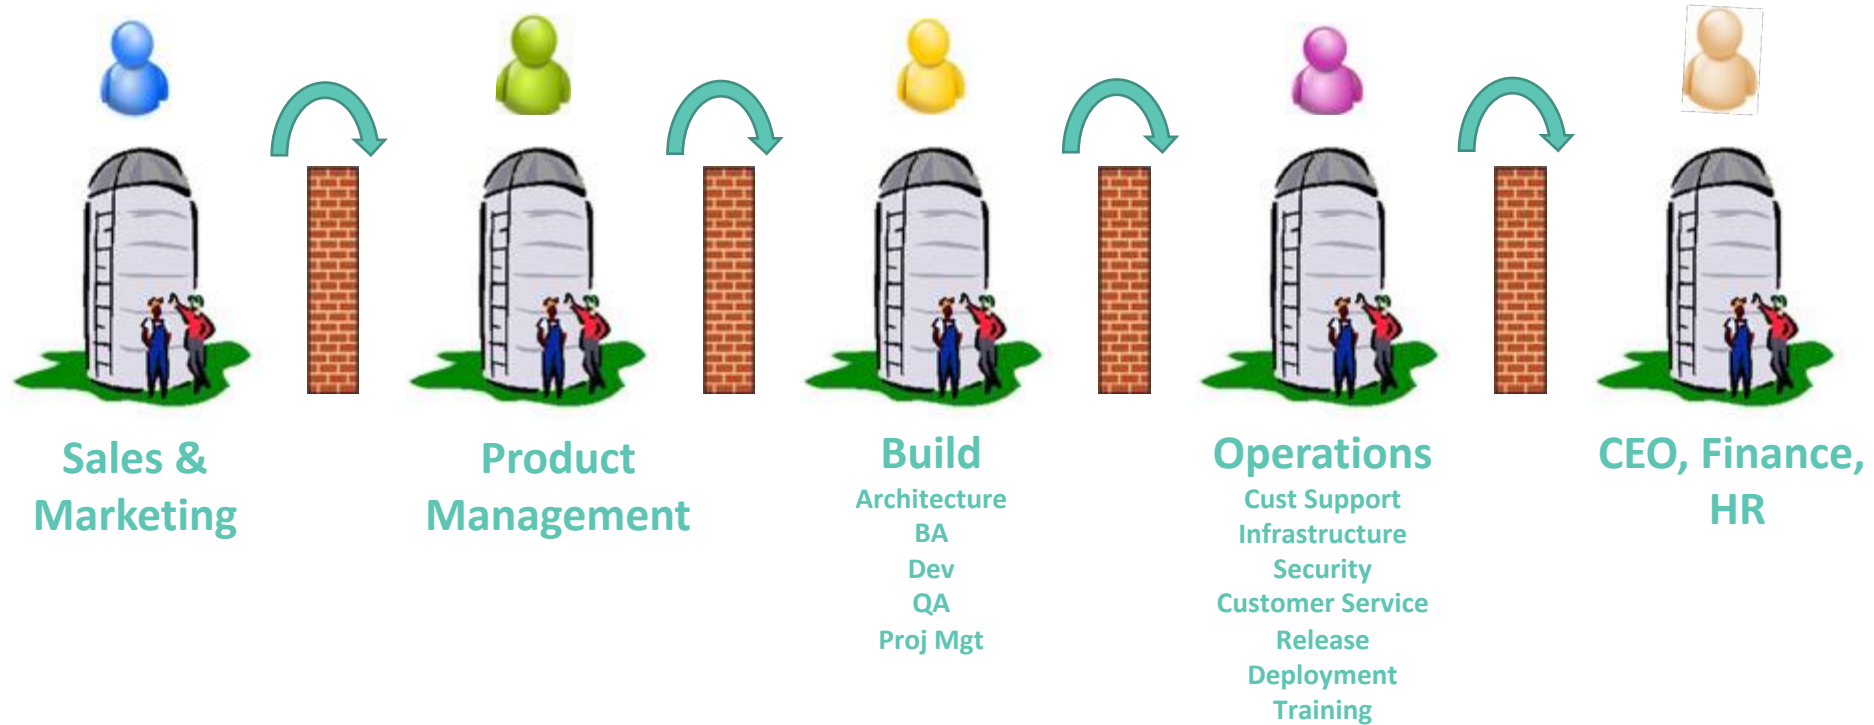 Sales &
Marketing
Product
Management
Build
Architecture
BA
Dev
QA
Proj Mgt
Operations
Cust Support
Infrastructure
Security
Customer Service
Release
Deployment
Training
CEO, Finance,
HR